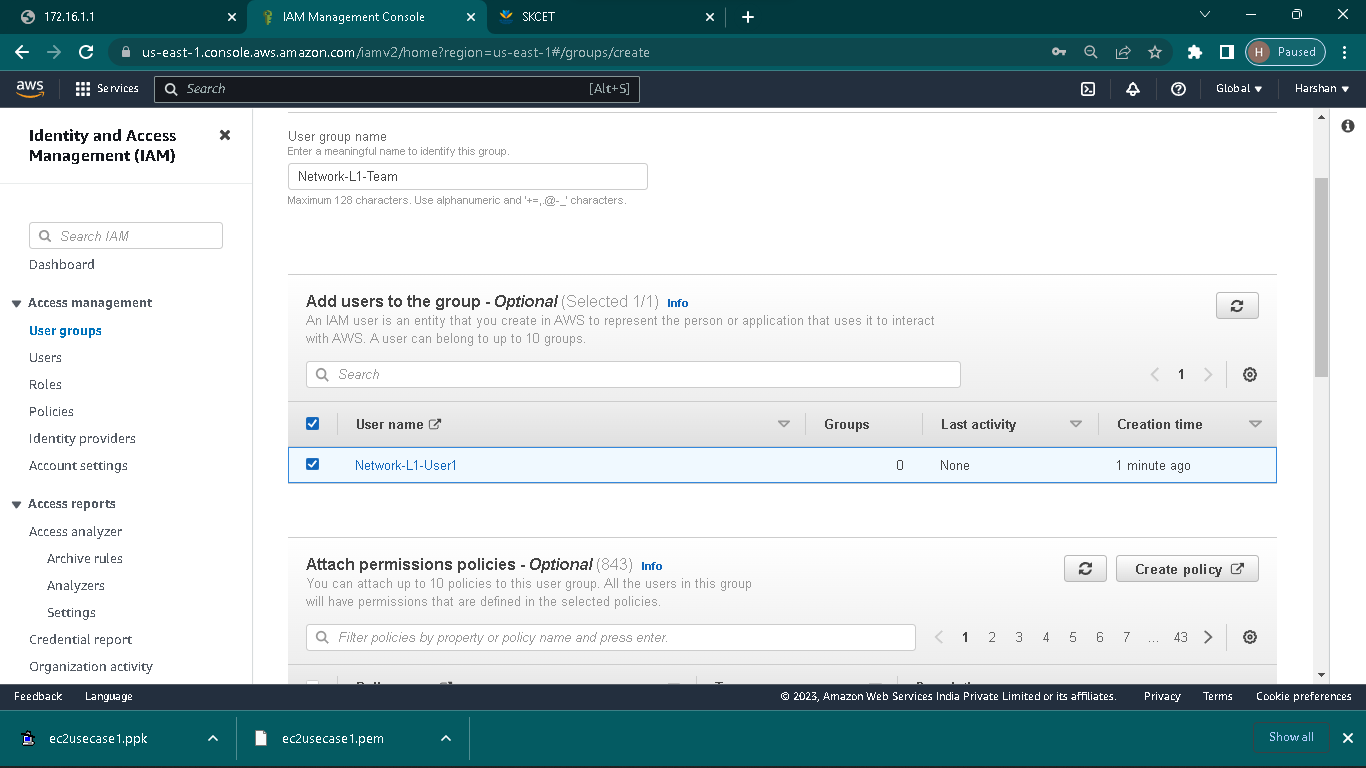 172.16.1.1
IAM Management Console
SKCET
us-east-1.console.aws.amazon.com/iamv2/home?region=us-east-1#/groups/create
H Paused
aws
Services
Search [Alt+S]
Global
Harshan
Identity and Access
Management (IAM)
Search IAM
Dashboard
Access management
User groups
Users
Roles
Policies
Identity providers
Account settings
Access reports
Access analyzer
Archive rules
Analyzers
Settings
Credential report
Organization activity
User group name
Enter a meaningful name to identify this group.
Network-L1-Team
Maximum 128 characters. Use alphanumeric and '+=,.@-_' characters.
Add users to the group - Optional (Selected 1/1) Info
An IAM user is an entity that you create in AWS to represent the person or application that uses it to interact
with AWS. A user can belong to up to 10 groups.
Search
1
User name Groups Last activity Creation time
Network-L1-User1 0 None 1 minute ago
Attach permissions policies - Optional (843) Info
You can attach up to 10 policies to this user group. All the users in this group
will have permissions that are defined in the selected policies.
Create policy
Filter policies by property or policy name and press enter.
1 2 3 4 5 6 7 ... 43
Feedback Language © 2023, Amazon Web Services India Private Limited or its affiliates. Privacy Terms Cookie preferences
ec2usecase1.ppk
ec2usecase1.pem
Show all